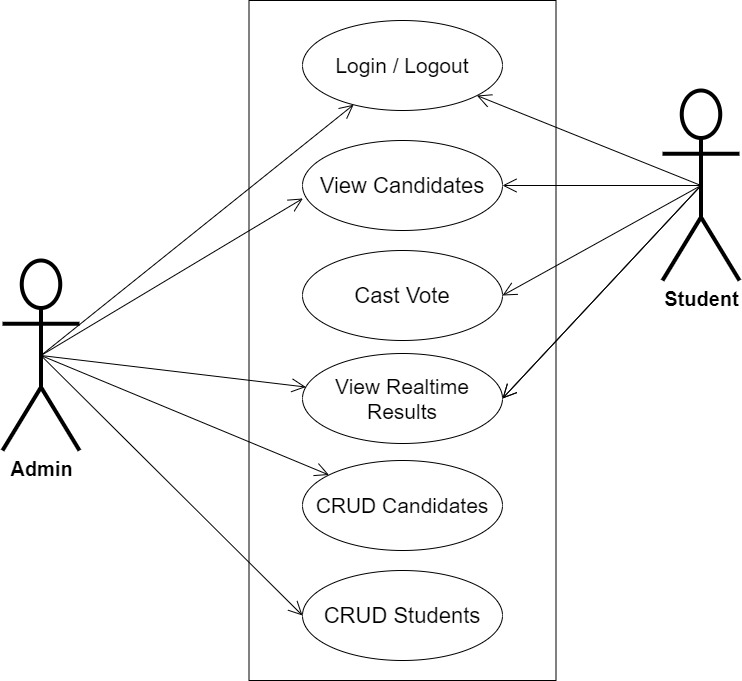 Login / Logout
View Candidates
Cast Vote
Student
View Realtime
Results
Admin
CRUD Candidates
CRUD Students